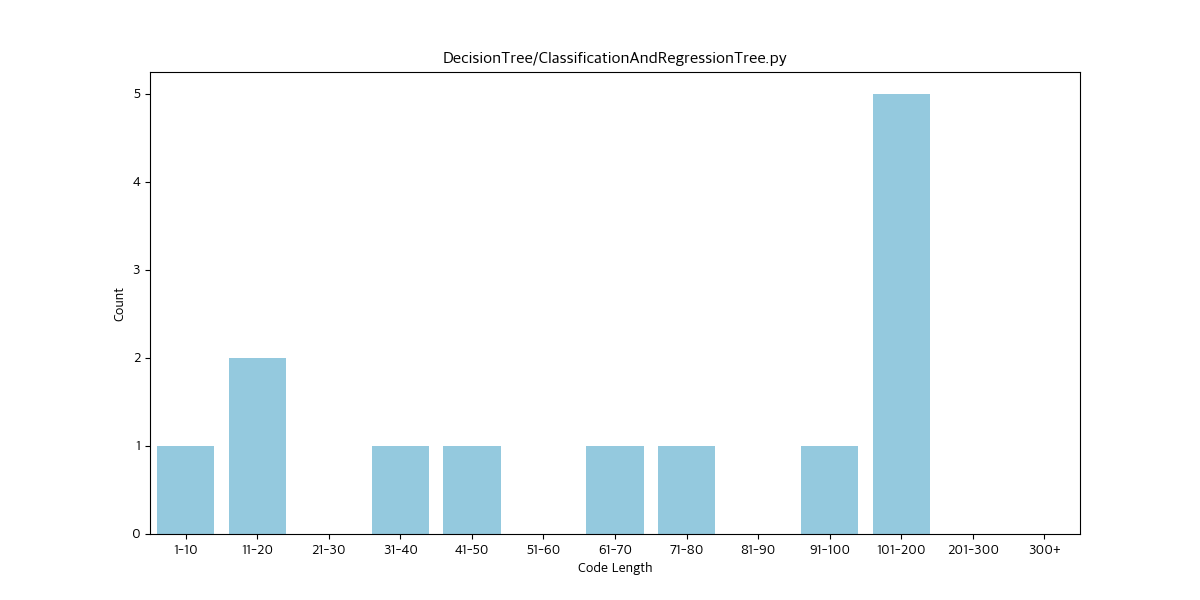 DecisionTree/ClassificationAndRegressionTree.py
Count
5
4
3
2
1
0
1-10 11-20 21-30 31-40 41-50 51-60 61-70 71-80 81-90 91-100 101-200 201-300 300+
Code Length